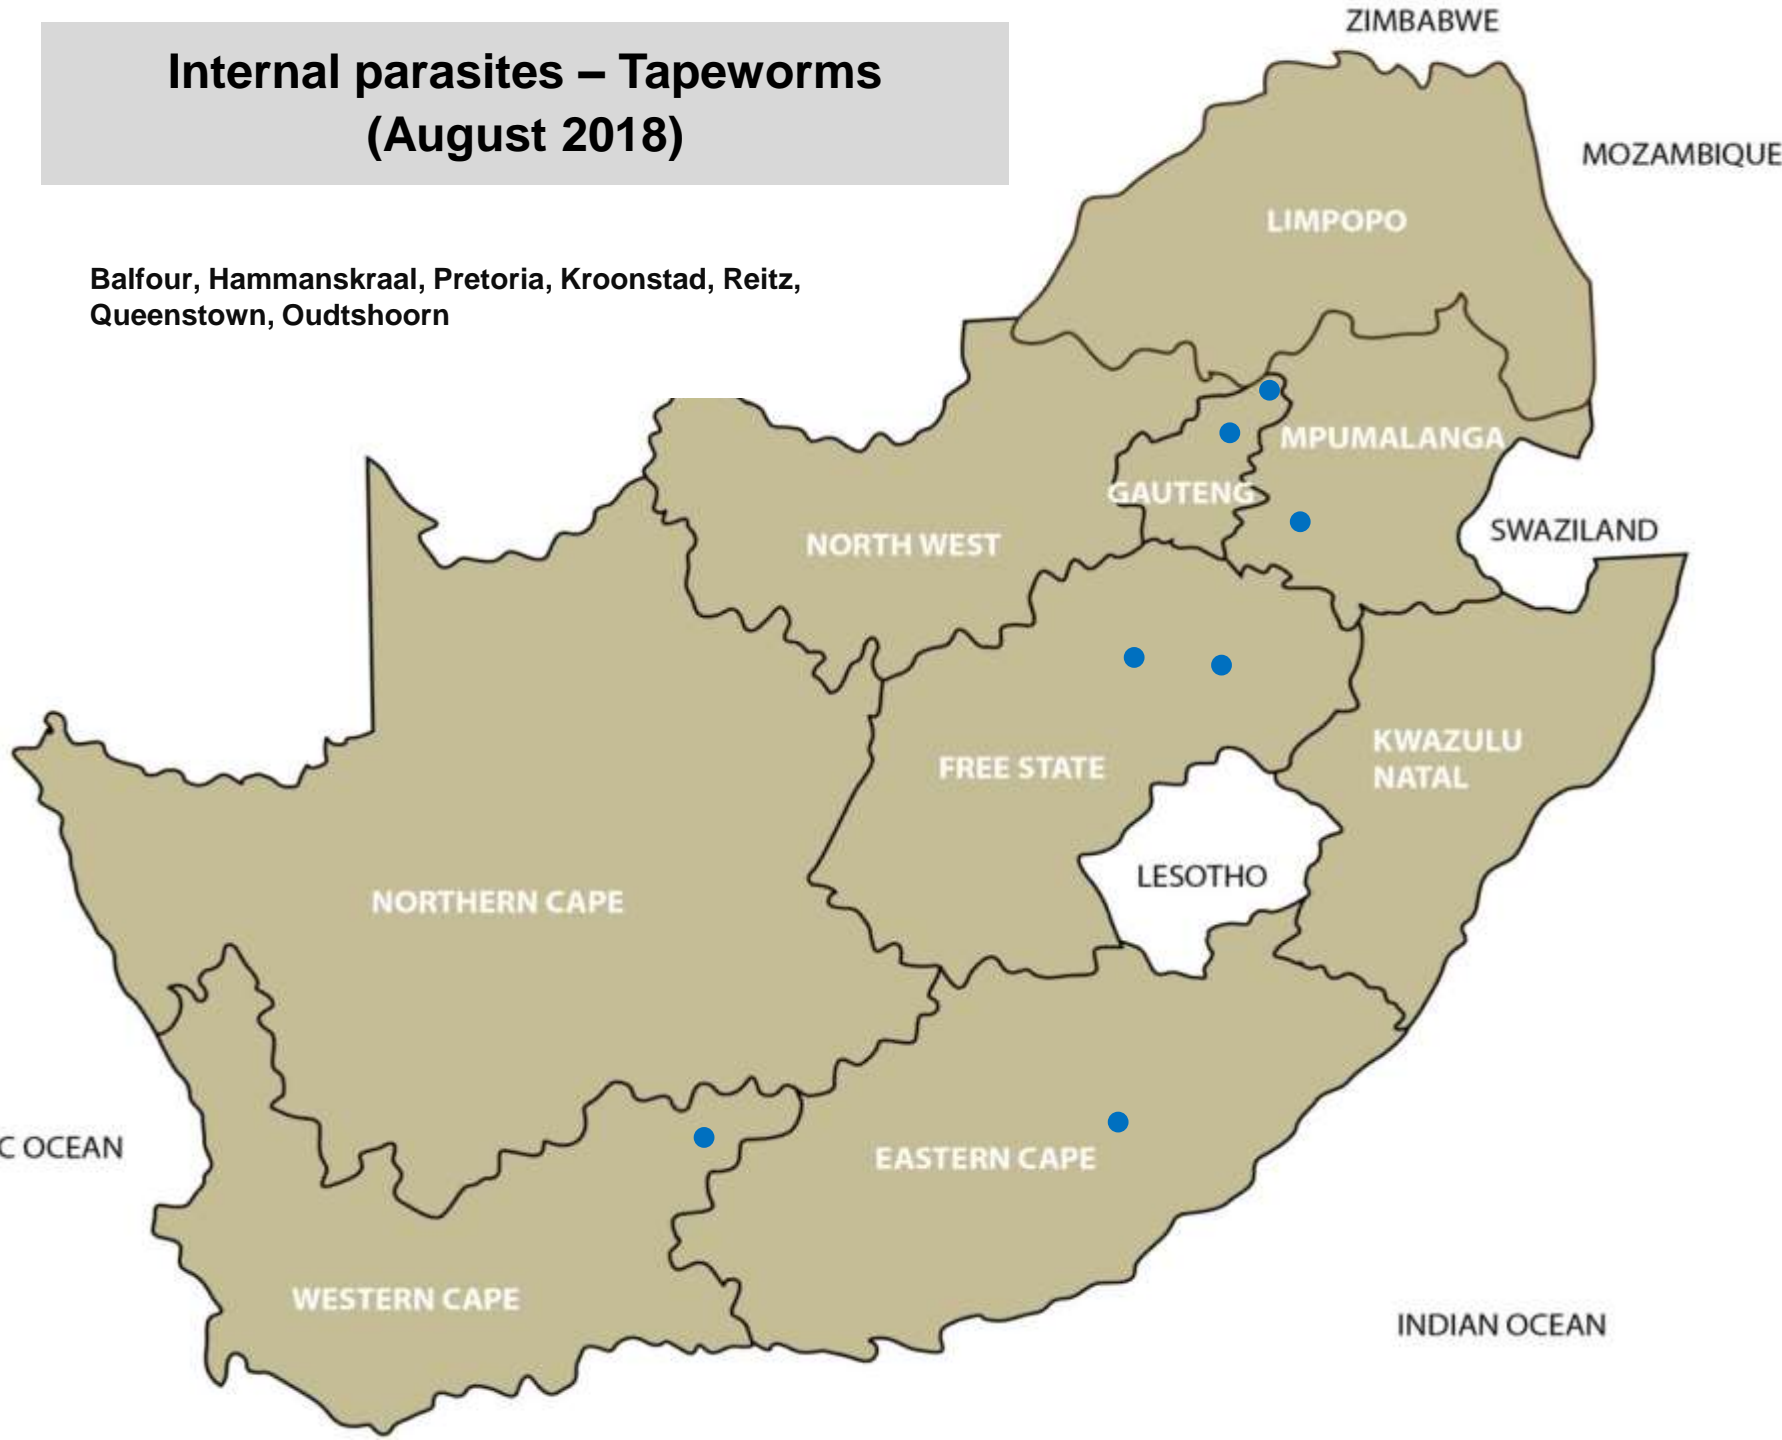 Internal parasites – Tapeworms
(August 2018)
Balfour, Hammanskraal, Pretoria, Kroonstad, Reitz,
Queenstown, Oudtshoorn
ZIMBABWE
MOZAMBIQUE
LIMPOPO
MPUMALANGA
GAUTENG
SWAZILAND
NORTH WEST
KWAZULU
NATAL
FREE STATE
LESOTHO
NORTHERN CAPE
C OCEAN
EASTERN CAPE
WESTERN CAPE
INDIAN OCEAN